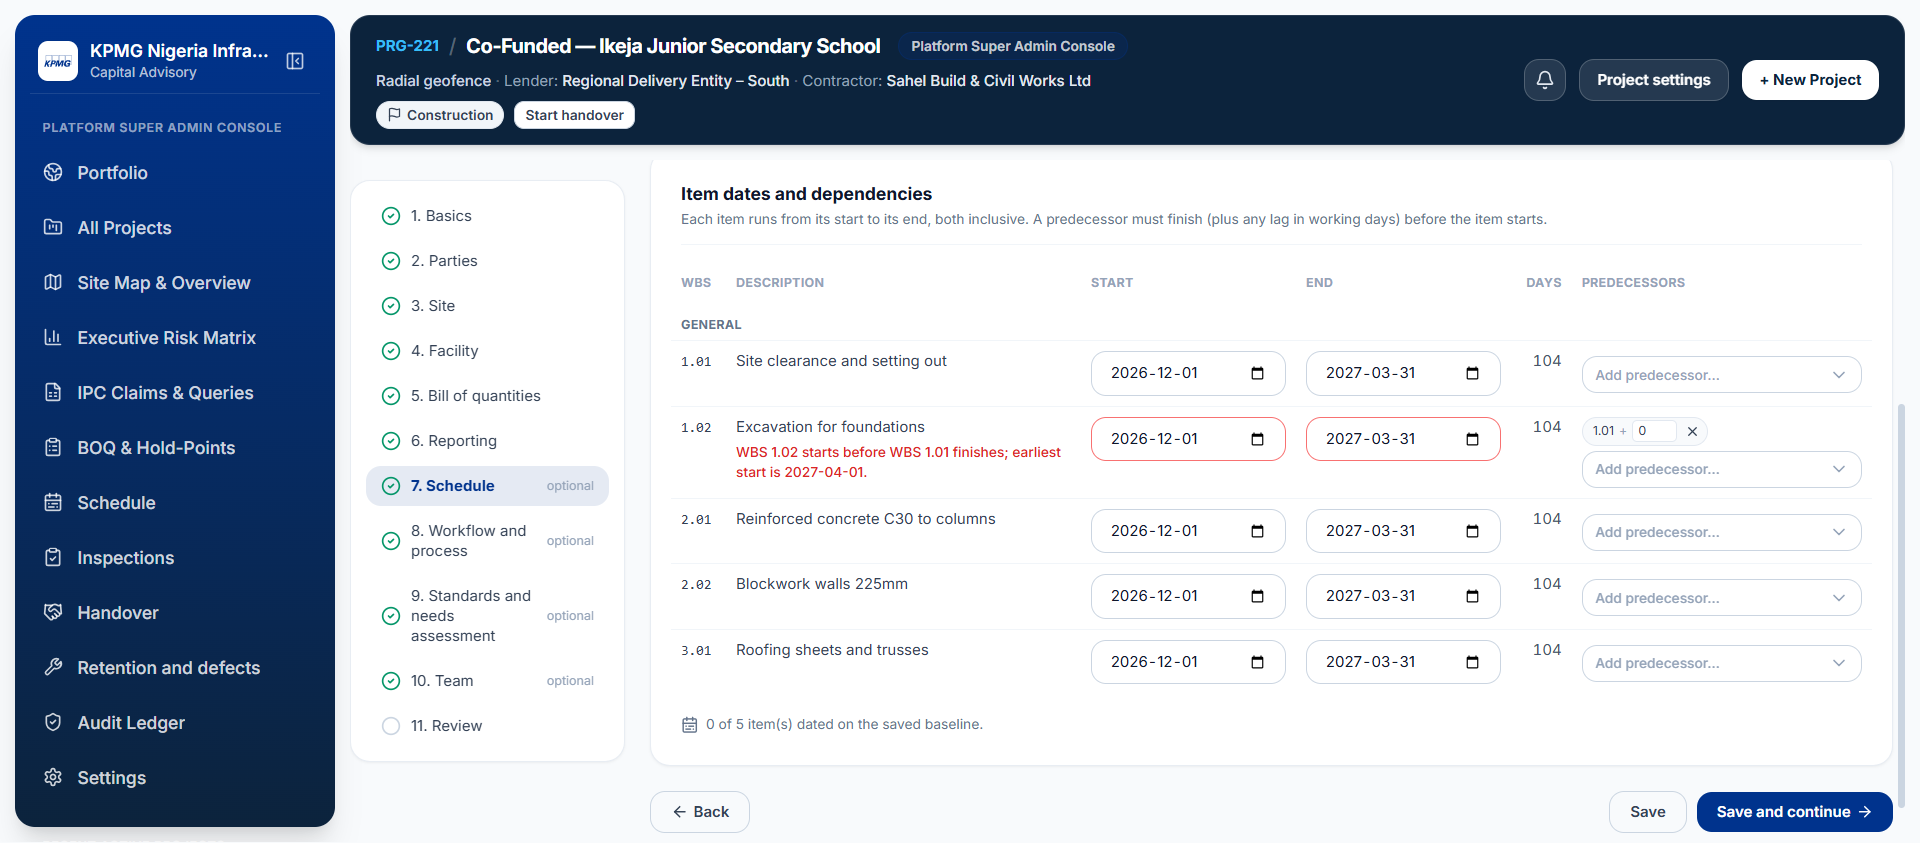 KPMG
KPMG Nigeria Infra...
Capital Advisory
PLATFORM SUPER ADMIN CONSOLE
Portfolio
All Projects
Site Map & Overview
Executive Risk Matrix
IPC Claims & Queries
BOQ & Hold-Points
Schedule
Inspections
Handover
Retention and defects
Audit Ledger
Settings
PRG-221 / Co-Funded — Ikeja Junior Secondary School Platform Super Admin Console
Radial geofence · Lender: Regional Delivery Entity – South · Contractor: Sahel Build & Civil Works Ltd
Construction Start handover
Project settings
+ New Project
1. Basics
2. Parties
3. Site
4. Facility
5. Bill of quantities
6. Reporting
7. Schedule optional
8. Workflow and
process optional
9. Standards and
needs optional
assessment
10. Team optional
11. Review
Item dates and dependencies
Each item runs from its start to its end, both inclusive. A predecessor must finish (plus any lag in working days) before the item starts.
WBS DESCRIPTION START END DAYS PREDECESSORS
GENERAL
1.01 Site clearance and setting out 2026-12-01 2027-03-31 104 Add predecessor...
1.02 Excavation for foundations 2026-12-01 2027-03-31 104 1.01 + 0 ×
WBS 1.02 starts before WBS 1.01 finishes; earliest
start is 2027-04-01. Add predecessor...
2.01 Reinforced concrete C30 to columns 2026-12-01 2027-03-31 104 Add predecessor...
2.02 Blockwork walls 225mm 2026-12-01 2027-03-31 104 Add predecessor...
3.01 Roofing sheets and trusses 2026-12-01 2027-03-31 104 Add predecessor...
0 of 5 item(s) dated on the saved baseline.
← Back
Save
Save and continue →